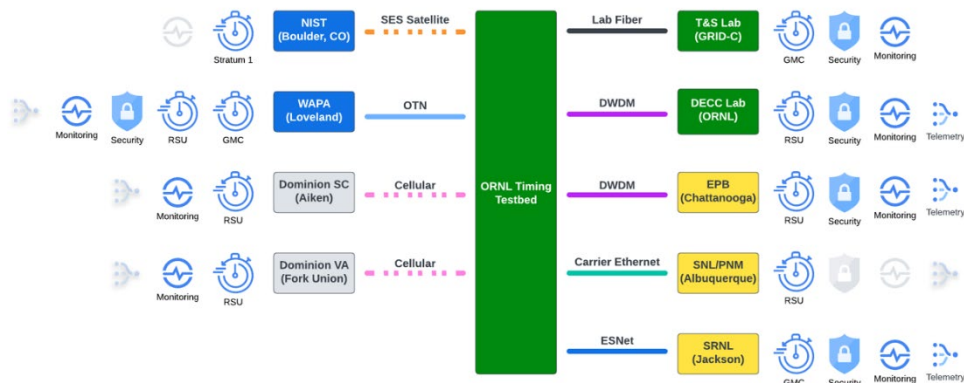 NIST
(Boulder, CO)
SES Satellite
Stratum 1
WAPA
(Loveland)
OTN
Monitoring
Security
RSU
GMC
Dominion SC
(Aiken)
Cellular
Monitoring
RSU
Dominion VA
(Fork Union)
Cellular
Monitoring
RSU
ORNL Timing
Testbed
Lab Fiber
T&S Lab
(GRID-C)
GMC
Security
Monitoring
DWDM
DECC Lab
(ORNL)
RSU
Security
Monitoring
Telemetry
DWDM
EPB
(Chattanooga)
RSU
Security
Monitoring
Telemetry
Carrier Ethernet
SNL/PNM
(Albuquerque)
RSU
ESNet
SRNL
(Jackson)
GMC
Security
Monitoring
Telemetry